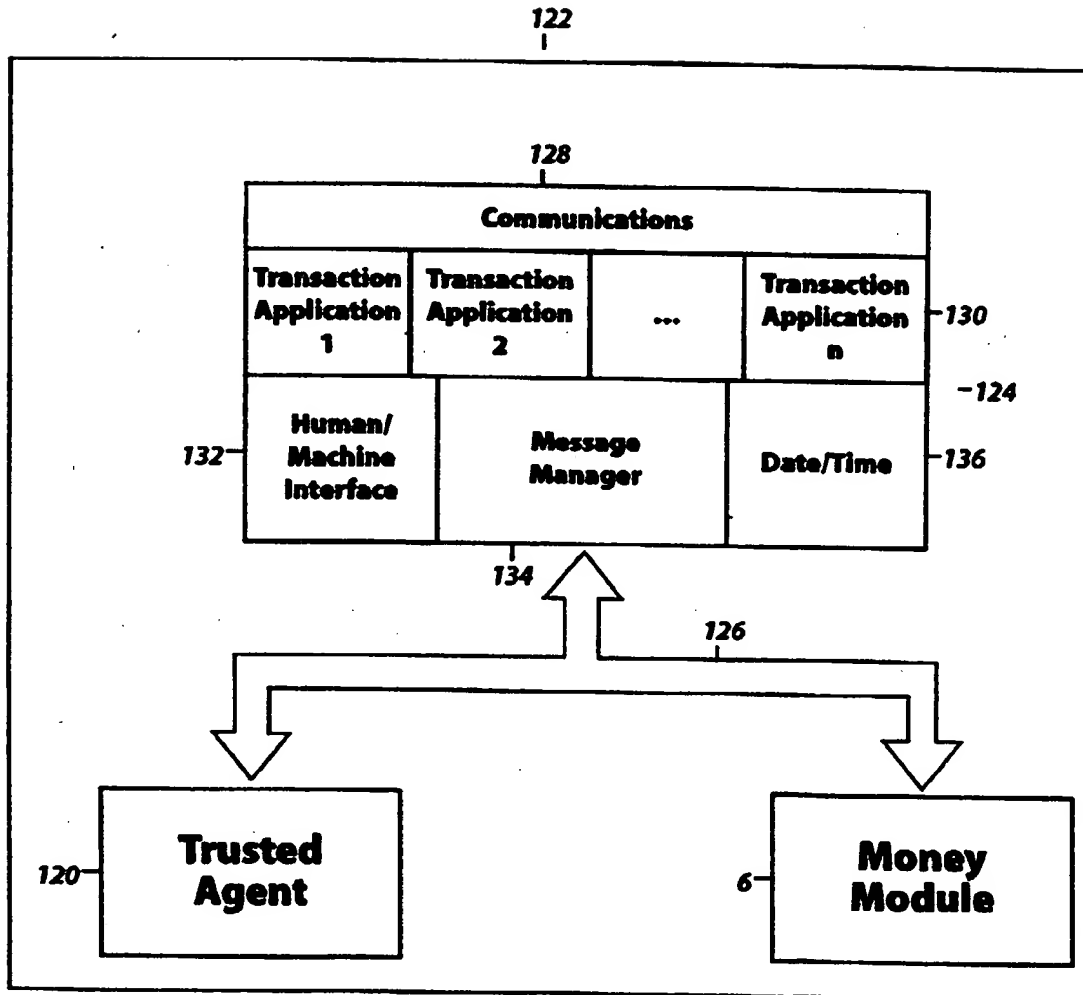 122
128
Communications
Transaction
Application
1
Transaction
Application
2
...
Transaction
Application
n
130
124
Human/
Machine
Interface
132
Message
Manager
Date/Time
136
134
126
Trusted
Agent
120
Money
Module
6